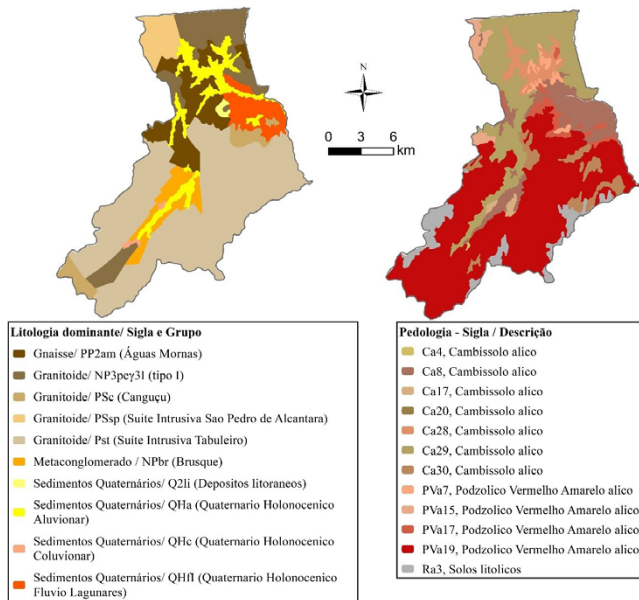 N
0 3 6
km
Litologia dominante/ Sigla e Grupo
Gnaisse/ PP2am (Águas Mornas)
Granitoide/ NP3peγ3l (tipo I)
Granitoide/ PSc (Canguçu)
Granitoide/ PSsp (Suite Intrusiva Sao Pedro de Alcantara)
Granitoide/ Pst (Suite Intrusiva Tabuleiro)
Metaconglomerado / NPbr (Brusque)
Sedimentos Quaternários/ Q2li (Depositos litoraneos)
Sedimentos Quaternários/ QHa (Quaternario Holonocenico
Aluvionar)
Sedimentos Quaternários/ QHc (Quaternario Holonocenico
Coluvionar)
Sedimentos Quaternários/ QHfl (Quaternario Holonocenico
Fluvio Lagunares)
Pedologia - Sigla / Descrição
Ca4, Cambissolo alico
Ca8, Cambissolo alico
Ca17, Cambissolo alico
Ca20, Cambissolo alico
Ca28, Cambissolo alico
Ca29, Cambissolo alico
Ca30, Cambissolo alico
PVa7, Podzolico Vermelho Amarelo alico
PVa15, Podzolico Vermelho Amarelo alico
PVa17, Podzolico Vermelho Amarelo alico
PVa19, Podzolico Vermelho Amarelo alico
Ra3, Solos litolicos